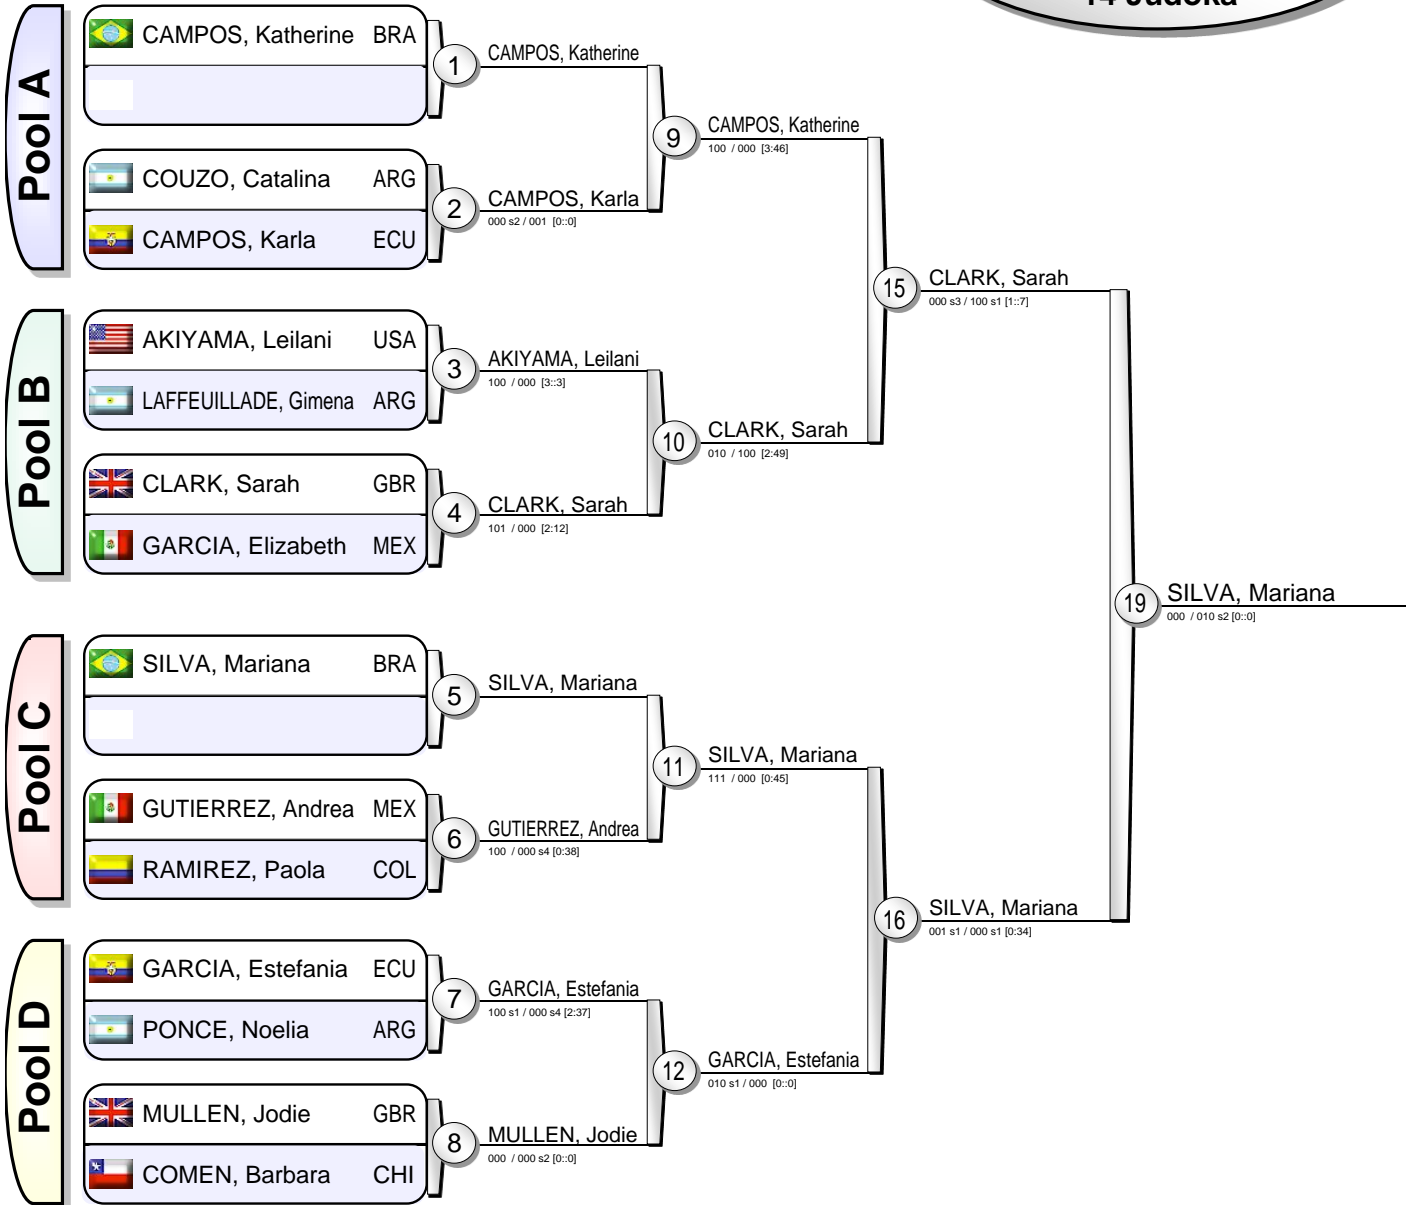 14 Judoka
Pool A
CAMPOS, Katherine BRA
1
CAMPOS, Katherine
COUZO, Catalina ARG
CAMPOS, Karla ECU
2
CAMPOS, Karla
000 s2 / 001 [0::0]
9
CAMPOS, Katherine
100 / 000 [3:46]
Pool B
AKIYAMA, Leilani USA
LAFFEUILLADE, Gimena ARG
3
AKIYAMA, Leilani
100 / 000 [3::3]
CLARK, Sarah GBR
GARCIA, Elizabeth MEX
4
CLARK, Sarah
101 / 000 [2:12]
10
CLARK, Sarah
010 / 100 [2:49]
15
CLARK, Sarah
000 s3 / 100 s1 [1::7]
Pool C
SILVA, Mariana BRA
5
SILVA, Mariana
GUTIERREZ, Andrea MEX
RAMIREZ, Paola COL
6
GUTIERREZ, Andrea
100 / 000 s4 [0:38]
11
SILVA, Mariana
111 / 000 [0:45]
Pool D
GARCIA, Estefania ECU
PONCE, Noelia ARG
7
GARCIA, Estefania
100 s1 / 000 s4 [2:37]
MULLEN, Jodie GBR
COMEN, Barbara CHI
8
MULLEN, Jodie
000 / 000 s2 [0::0]
12
GARCIA, Estefania
010 s1 / 000 [0::0]
16
SILVA, Mariana
001 s1 / 000 s1 [0:34]
19
SILVA, Mariana
000 / 010 s2 [0::0]